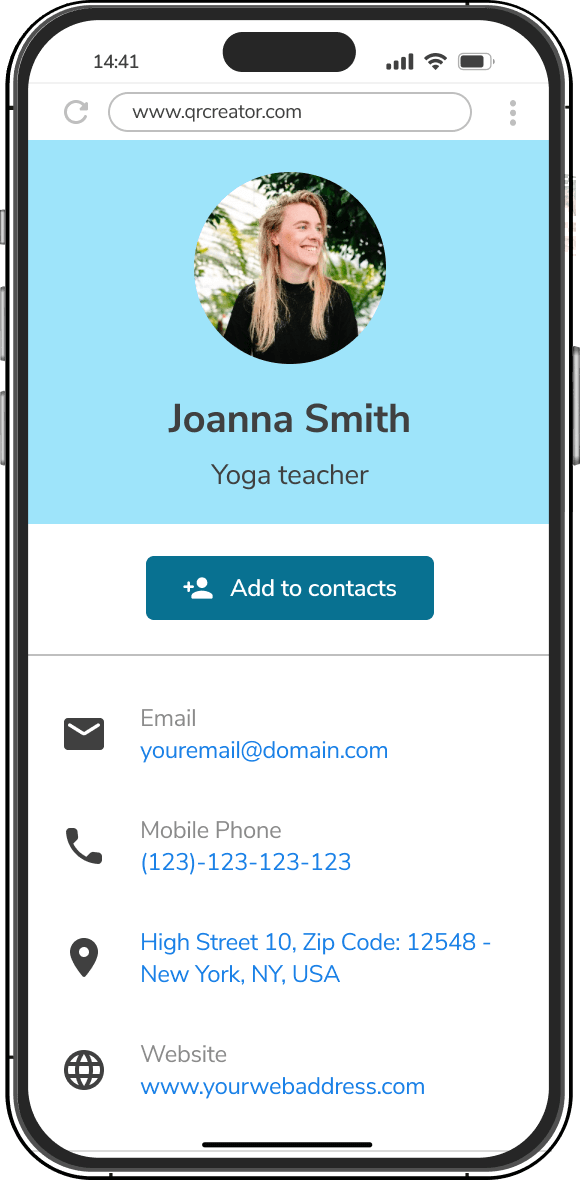 14:41
www.qrcreator.com
Joanna Smith
Yoga teacher
Add to contacts
Email
youremail@domain.com
Mobile Phone
(123)-123-123-123
High Street 10, Zip Code: 12548 -
New York, NY, USA
Website
www.yourwebaddress.com